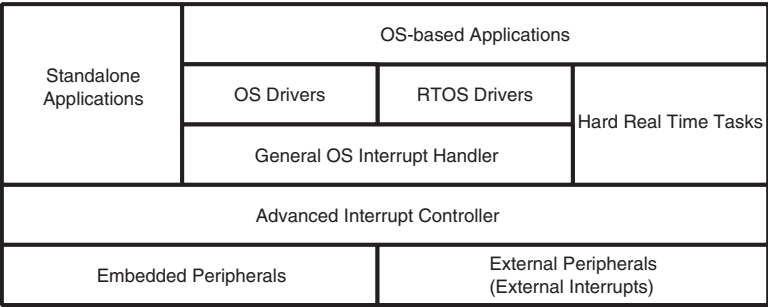 OS-based Applications
Standalone
Applications
OS Drivers
RTOS Drivers
Hard Real Time Tasks
General OS Interrupt Handler
Advanced Interrupt Controller
Embedded Peripherals
External Peripherals
(External Interrupts)